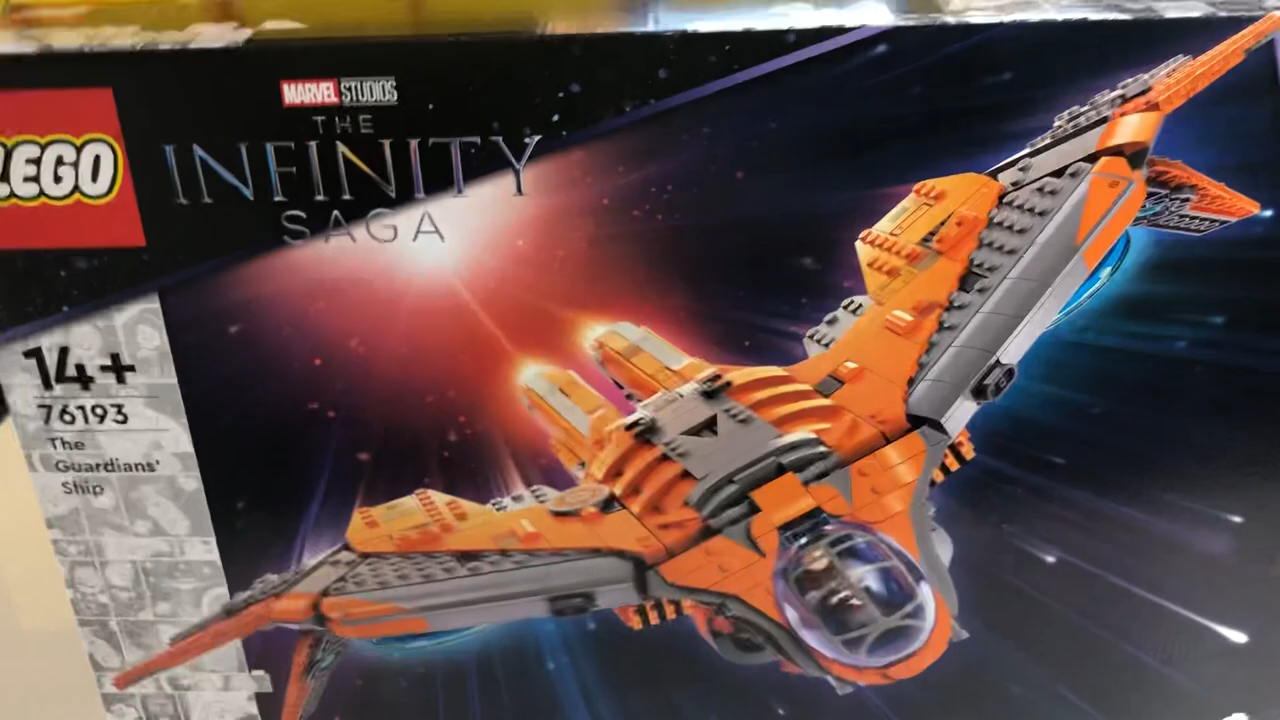 LEGO
MARVEL STUDIOS
THE
INFINITY
SAGA
14+
76193
The
Guardians'
Ship